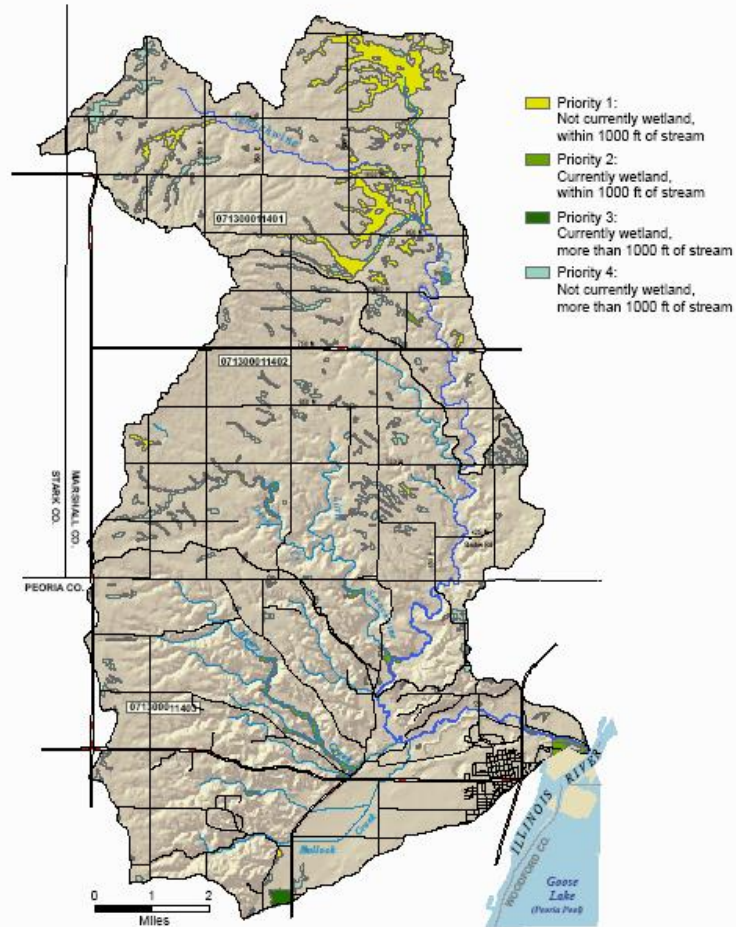 Priority 1:
Not currently wetland,
within 1000 ft of stream
Priority 2:
Currently wetland,
within 1000 ft of stream
Priority 3:
Currently wetland,
more than 1000 ft of stream
Priority 4:
Not currently wetland,
more than 1000 ft of stream
071300011401
071300011402
STARK CO.
MARSHALL CO.
PEORIA CO.
071300011403
Creek
Hallock
Creek
ILLINOIS RIVER
WOODFORD CO.
Goose
Lake
(Peoria Pool)
0 1 2
Miles